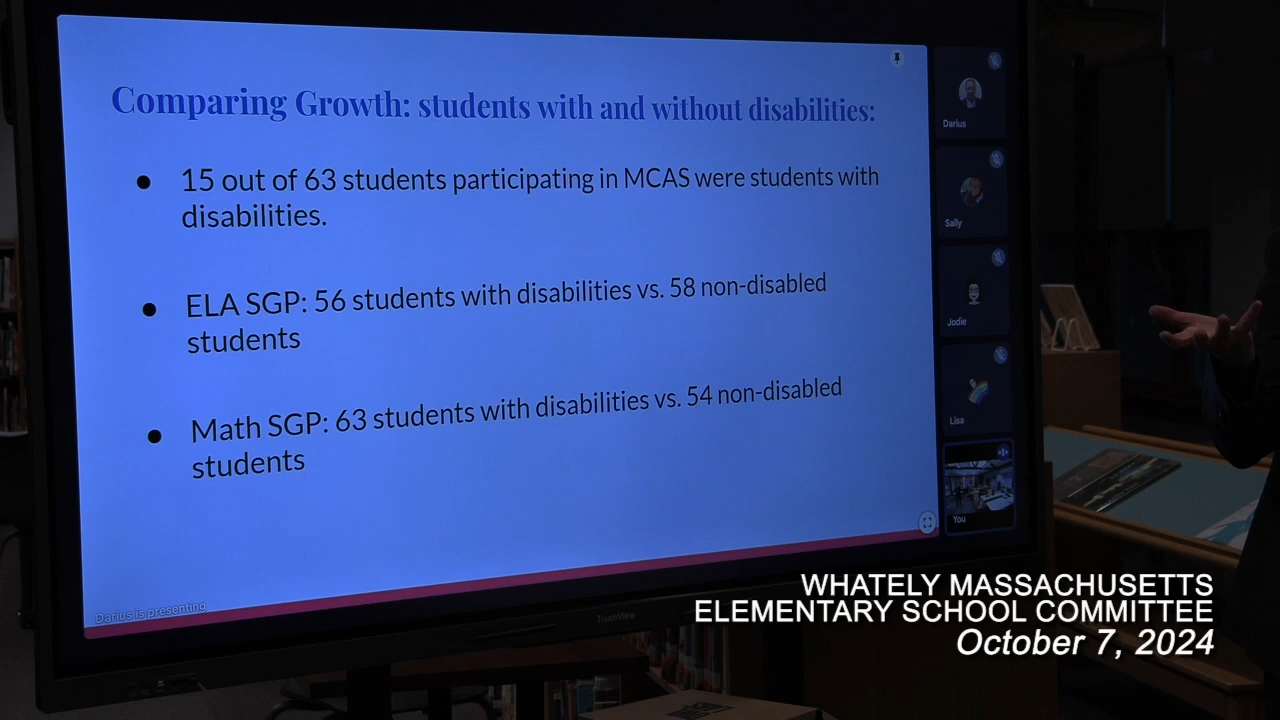 Comparing Growth: students with and without disabilities:
● 15 out of 63 students participating in MCAS were students with
disabilities.
● ELA SGP: 56 students with disabilities vs. 58 non-disabled
students
● Math SGP: 63 students with disabilities vs. 54 non-disabled
students
Darius is presenting
Darius
Sally
Jodie
Lisa
You
TouchView
WHATELY MASSACHUSETTS
ELEMENTARY SCHOOL COMMITTEE
October 7, 2024